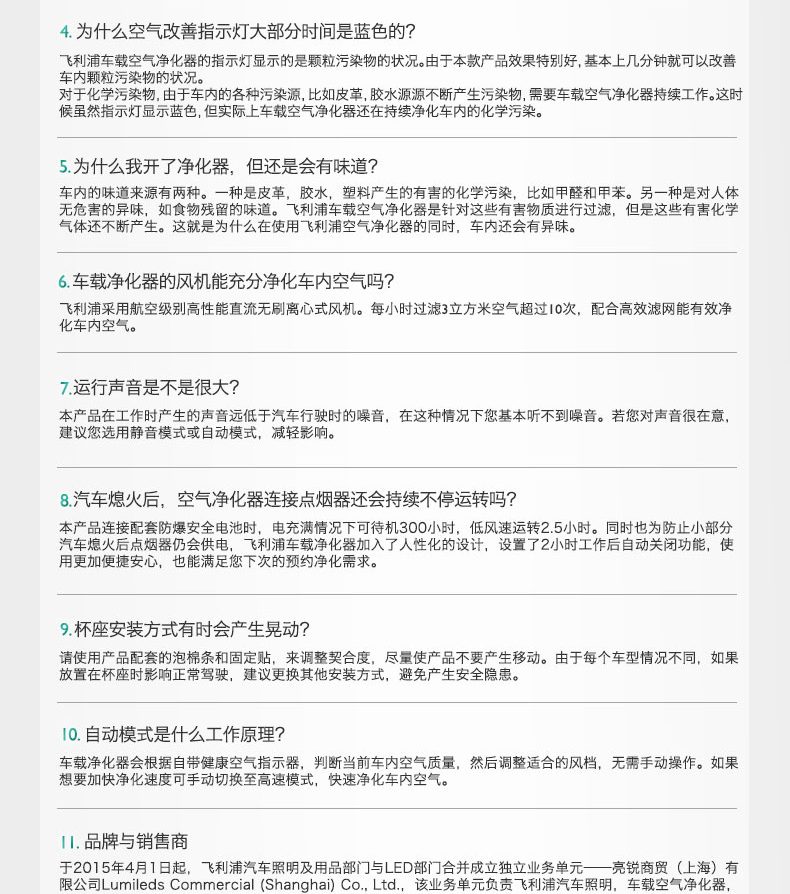 4. 为什么空气改善指示灯大部分时间是蓝色的?
飞利浦车载空气净化器的指示灯显示的是颗粒污染物的状况。由于本款产品效果特别好,基本上几分钟就可以改善
车内颗粒污染物的状况。
对于化学污染物,由于车内的各种污染源,比如皮革,胶水源源不断产生污染物,需要车载空气净化器持续工作。这时
候虽然指示灯显示蓝色,但实际上车载空气净化器还在持续净化车内的化学污染。
5.为什么我开了净化器，但还是会有味道?
车内的味道来源有两种。一种是皮革，胶水，塑料产生的有害的化学污染，比如甲醛和甲苯。另一种是对人体
无危害的异味，如食物残留的味道。飞利浦车载空气净化器是针对这些有害物质进行过滤，但是这些有害化学
气体还不断产生。这就是为什么在使用飞利浦空气净化器的同时，车内还会有异味。
6.车载净化器的风机能充分净化车内空气吗?
飞利浦采用航空级别高性能直流无刷离心式风机。每小时过滤3立方米空气超过10次，配合高效滤网能有效净
化车内空气。
7.运行声音是不是很大?
本产品在工作时产生的声音远低于汽车行驶时的噪音，在这种情况下您基本听不到噪音。若您对声音很在意，
建议您选用静音模式或自动模式，减轻影响。
8.汽车熄火后，空气净化器连接点烟器还会持续不停运转吗?
本产品连接配套防爆安全电池时，电充满情况下可待机300小时，低风速运转2.5小时。同时也为防止小部分
汽车熄火后点烟器仍会供电，飞利浦车载净化器加入了人性化的设计，设置了2小时工作后自动关闭功能，使
用更加便捷安心，也能满足您下次的预约净化需求。
9.杯座安装方式有时会产生晃动?
请使用产品配套的泡棉条和固定贴，来调整契合度，尽量使产品不要产生移动。由于每个车型情况不同，如果
放置在杯座时影响正常驾驶，建议更换其他安装方式，避免产生安全隐患。
10. 自动模式是什么工作原理?
车载净化器会根据自带健康空气指示器，判断当前车内空气质量，然后调整适合的风档，无需手动操作。如果
想要加快净化速度可手动切换至高速模式，快速净化车内空气。
11. 品牌与销售商
于2015年4月1日起，飞利浦汽车照明及用品部门与LED部门合并成立独立业务单元——亮锐商贸（上海）有
限公司Lumileds Commercial (Shanghai) Co., Ltd.，该业务单元负责飞利浦汽车照明，车载空气净化器，